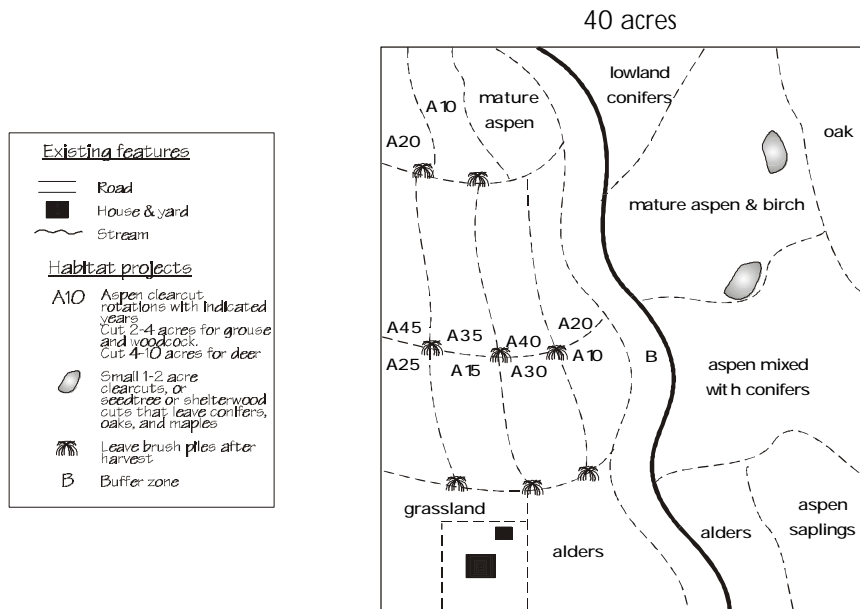 40 acres
Existing features
Road
House & yard
Stream
Habitat projects
A10
Aspen clearcut
rotations with indicated
years
Cut 2-4 acres for grouse
and woodcock.
Cut 4-10 acres for deer
Small 1-2 acre
clearcuts, or
seedtree or shelterwood
cuts that leave conifers,
oaks, and maples
Leave brush piles after
harvest
B
Buffer zone
A20
A10
mature
aspen
lowland
conifers
oak
mature aspen & birch
A45
A35
A40
A20
A25
A15
A30
A10
B
aspen mixed
with conifers
grassland
alders
alders
aspen
saplings